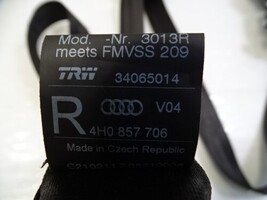 Mod. -Nr. 3013R
meets FMVSS 209
TRW 34065014
R V04
4H0 857 706
Made in Czech Republic